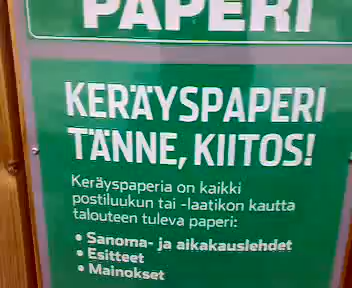 PAPERI
KERÄYSPAPERI
TÄNNE, KIITOS!
Keräyspaperia on kaikki
postiluukun tai -laatikon kautta
talouteen tuleva paperi:
• Sanoma- ja aikakauslehdet
• Esitteet
• Mainokset